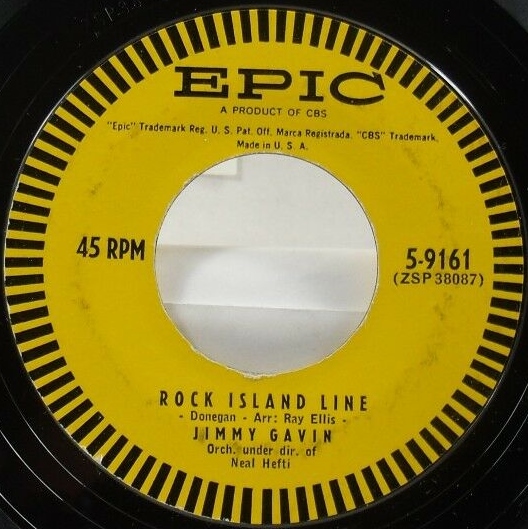 EPIC
A PRODUCT OF CBS
"Epic" Trademark Reg. U. S. Pat. Off. Marca Registrada. "CBS" Trademark.
Made in U. S. A.
45 RPM
5-9161
(ZSP 38087)
ROCK ISLAND LINE
- Donegan - Arr: Ray Ellis -
JIMMY GAVIN
Orch. under dir. of
Neal Hefti